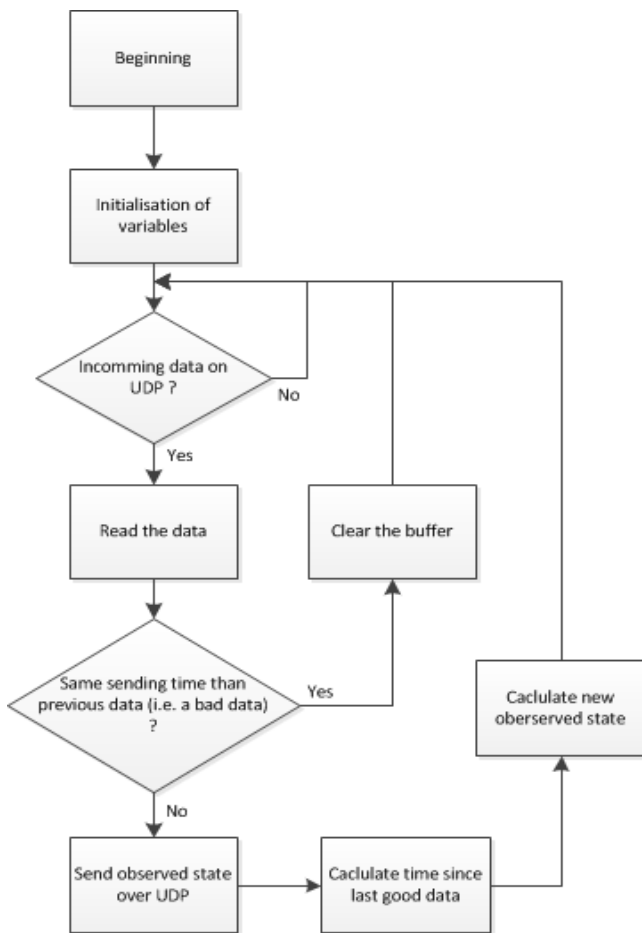 Beginning
Initialisation of
variables
Incomming data on
UDP ?
No
Yes
Read the data
Clear the buffer
Same sending time than
previous data (i.e. a bad data)
?
Yes
Caclulate new
oberserved state
No
Send observed state
over UDP
Caclulate time since
last good data